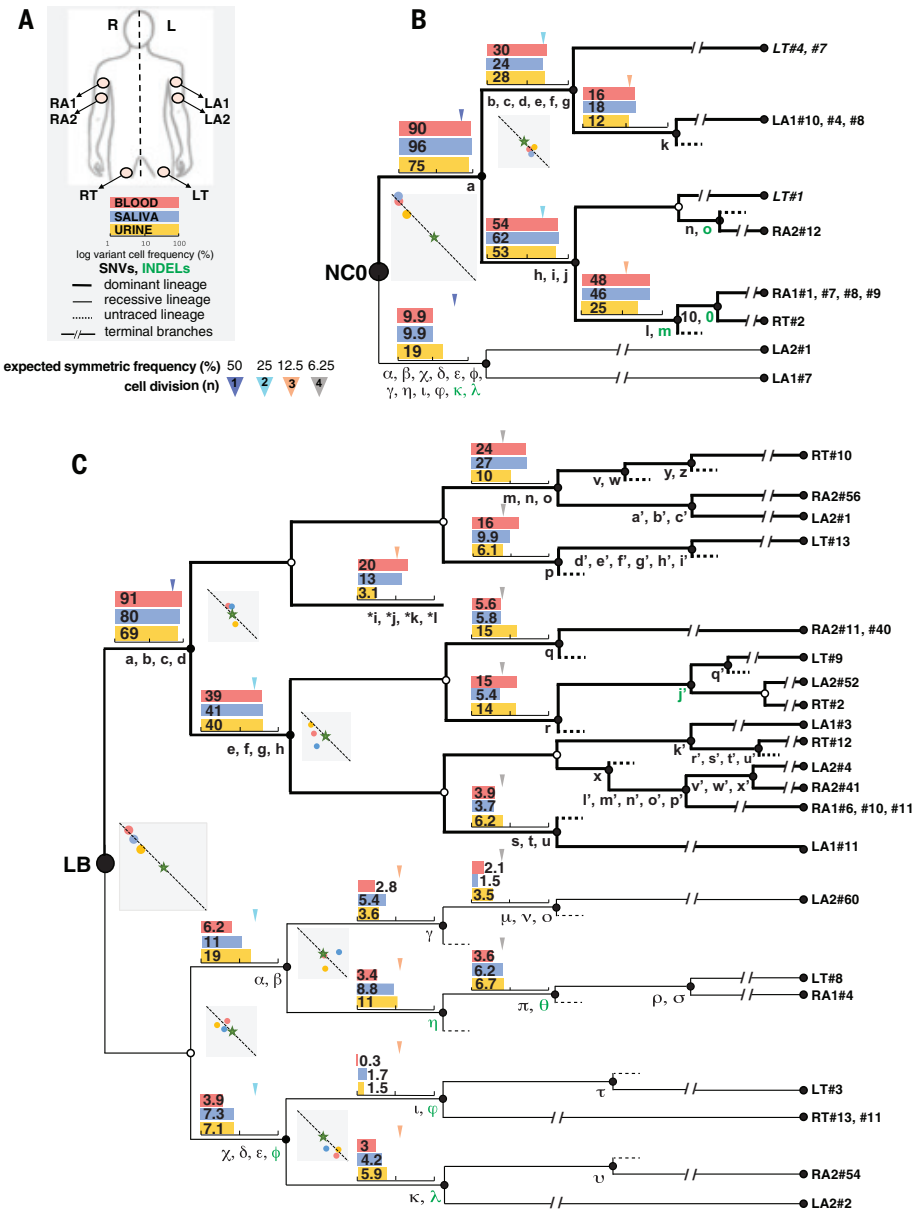 A
R
L
RA1
RA2
LA1
LA2
RT
LT
BLOOD
SALIVA
URINE
1 10 100
log variant cell frequency (%)
SNVs, INDELs
dominant lineage
recessive lineage
untraced lineage
terminal branches
expected symmetric frequency (%) 50 25 12.5 6.25
cell division (n) 1 2 3 4
B
30
24
28
b, c, d, e, f, g
LT#4, #7
16
18
12
LA1#10, #4, #8
k
90
96
75
a
LT#1
n, o
RA2#12
54
62
53
h, i, j
NC0
48
46
25
RA1#1, #7, #8, #9
10, 0
l, m
RT#2
9.9
9.9
19
LA2#1
α, β, χ, δ, ε, ϕ,
γ, η, ι, φ, κ, λ
LA1#7
C
24
27
10
m, n, o
v, w
y, z
RT#10
RA2#56
a’, b’, c’
LA2#1
16
9.9
6.1
p
LT#13
d’, e’, f’, g’, h’, i’
20
13
3.1
*i, *j, *k, *l
91
80
69
a, b, c, d
5.6
5.8
15
q
RA2#11, #40
LT#9
q’
39
41
40
e, f, g, h
15
5.4
14
r
j’
LA2#52
RT#2
LA1#3
k’
RT#12
r’, s’, t’, u’
x
LA2#4
v’, w’, x’
RA2#41
l’, m’, n’, o’, p’
RA1#6, #10, #11
3.9
3.7
6.2
s, t, u
LA1#11
LB
2.8
5.4
3.6
γ
2.1
1.5
3.5
μ, ν, ο
LA2#60
6.2
11
19
α, β
3.4
8.8
11
η
3.6
6.2
6.7
π, θ
ρ, σ
LT#8
RA1#4
3.9
7.3
7.1
χ, δ, ε, ϕ
0.3
1.7
1.5
ι, φ
τ
LT#3
RT#13, #11
3
4.2
5.9
κ, λ
υ
RA2#54
LA2#2